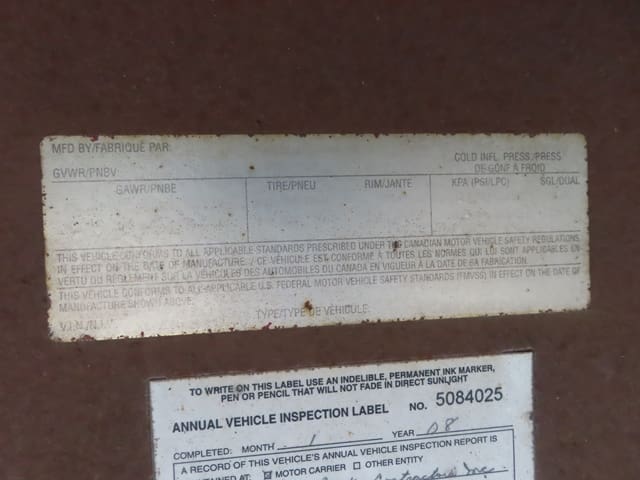 MFD BY/FABRIQUÉ PAR
GVWR/PNBV
COLD INFL. PRESS/PRESS
DE GONF À FROID
GAWR/PNBE TIRE/PNEU RIM/JANTE KPA (PSI/LPC) SGL/DUAL
THIS VEHICLE CONFORMS TO ALL APPLICABLE STANDARDS PRESCRIBED UNDER THE CANADIAN MOTOR VEHICLE SAFETY REGULATIONS
IN EFFECT ON THE DATE OF MANUFACTURE. / CE VÉHICULE EST CONFORME À TOUTES LES NORMES QUI LUI SONT APPLICABLES EN
VERTU DU RÉGLEMENT SUR LA VÉHICULES DES AUTOMOBILES DU CANADA EN VIGUEUR À LA DATE DE SA FABRICATION.
THIS VEHICLE CONFORMS TO ALL APPLICABLE U.S. FEDERAL MOTOR VEHICLE SAFETY STANDARDS (FMVSS) IN EFFECT ON THE DATE OF
MANUFACTURE SHOWN ABOVE.
TYPE/TYPE DE VÉHICULE:
V.I.N./N.I.
TO WRITE ON THIS LABEL USE AN INDELIBLE, PERMANENT INK MARKER,
PEN OR PENCIL THAT WILL NOT FADE IN DIRECT SUNLIGHT
ANNUAL VEHICLE INSPECTION LABEL NO. 5084025
COMPLETED: MONTH 1 YEAR 08
A RECORD OF THIS VEHICLE'S ANNUAL VEHICLE INSPECTION REPORT IS
AT: MOTOR CARRIER OTHER ENTITY
Inc.